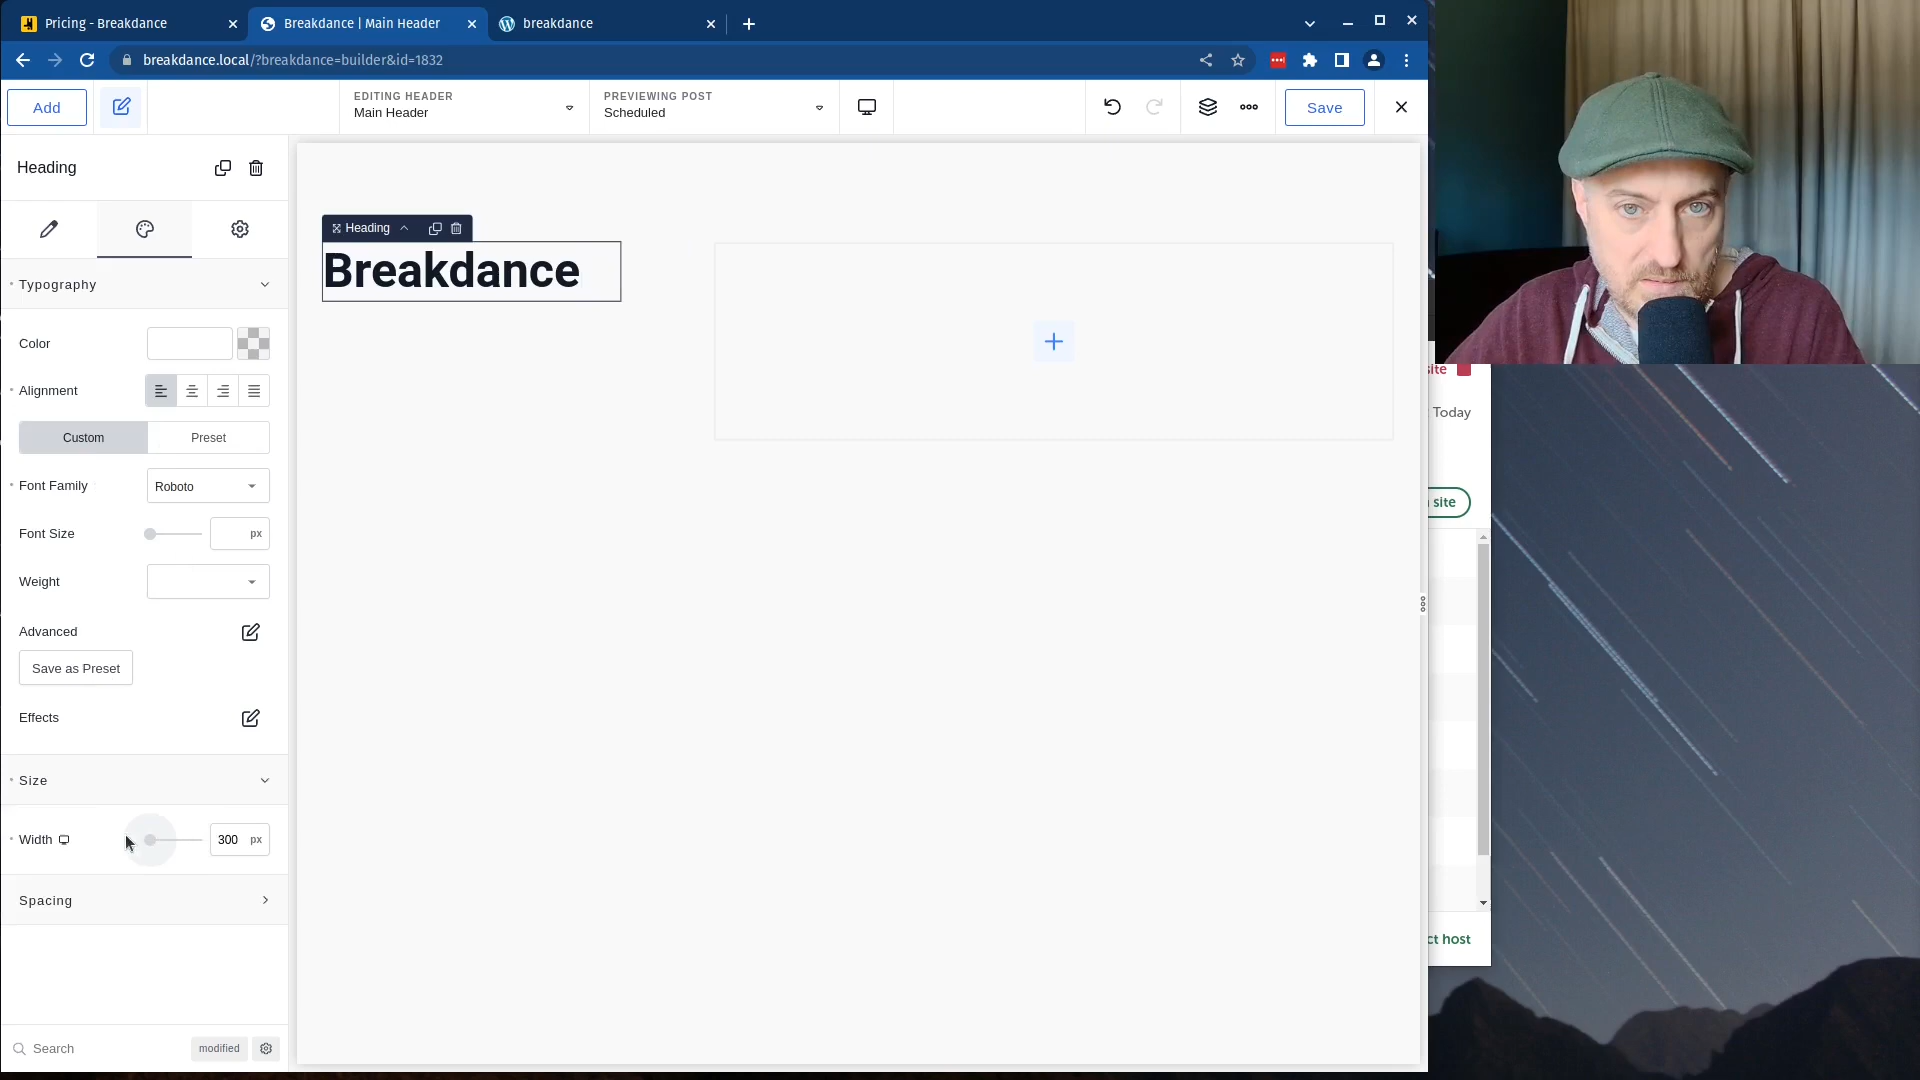 Pricing - Breakdance
Breakdance | Main Header
breakdance
breakdance.local/?breakdance=builder&id=1832
Add
EDITING HEADER
Main Header
PREVIEWING POST
Scheduled
Save
Heading
Typography
Color
Alignment
Custom
Preset
Font Family
Roboto
Font Size
px
Weight
Advanced
Save as Preset
Effects
Size
Width
300
px
Spacing
Search
modified
Heading
Breakdance
site
Today
site
ct host